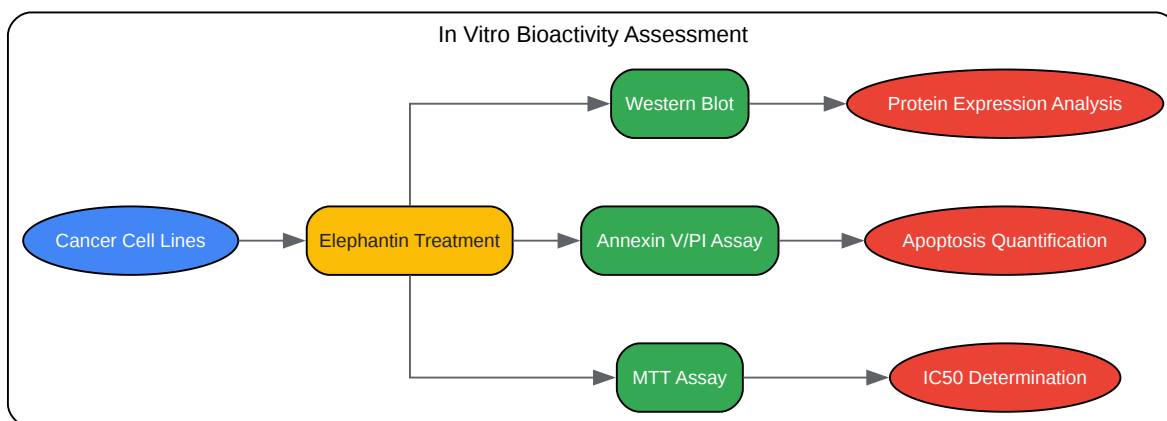 In Vitro Bioactivity Assessment
Western Blot
Protein Expression Analysis
Cancer Cell Lines
Elephantin Treatment
Annexin V/PI Assay
Apoptosis Quantification
MTT Assay
IC50 Determination